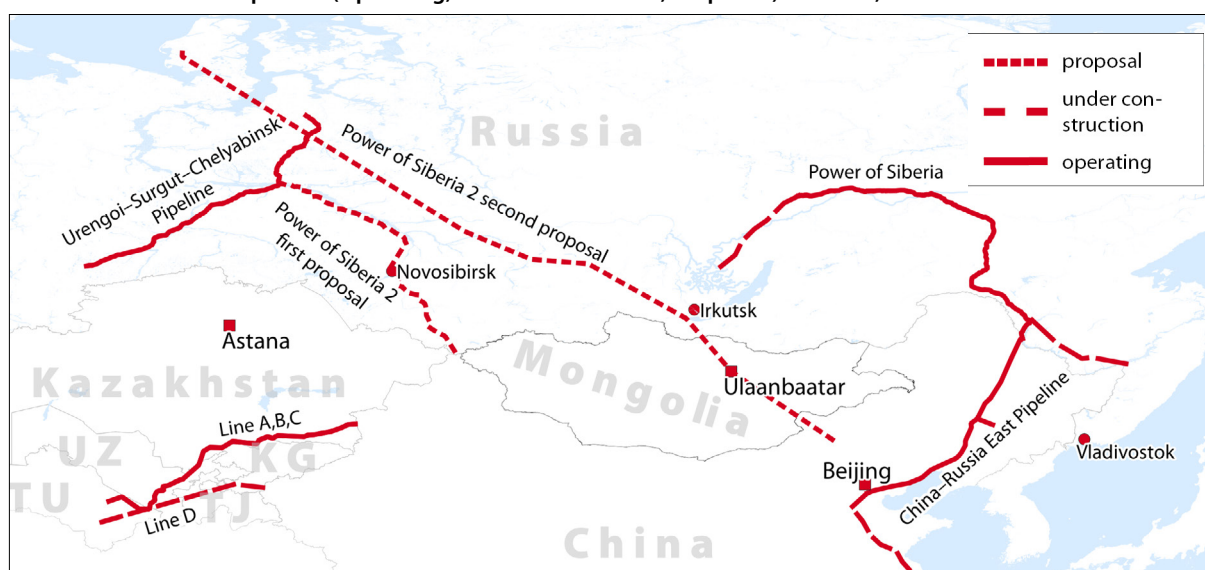 proposal
under con-
struction
operating
Russia
Power of Siberia
Urengoi–Surgut–Chelyabinsk
Pipeline
Power of Siberia 2 second proposal
Power of Siberia 2
first proposal
Novosibirsk
Irkutsk
Astana
Kazakhstan
Mongolia
Ulaanbaatar
Line A,B,C
UZ
KG
TU
TJ
Line D
Beijing
China–Russia East Pipeline
Vladivostok
China